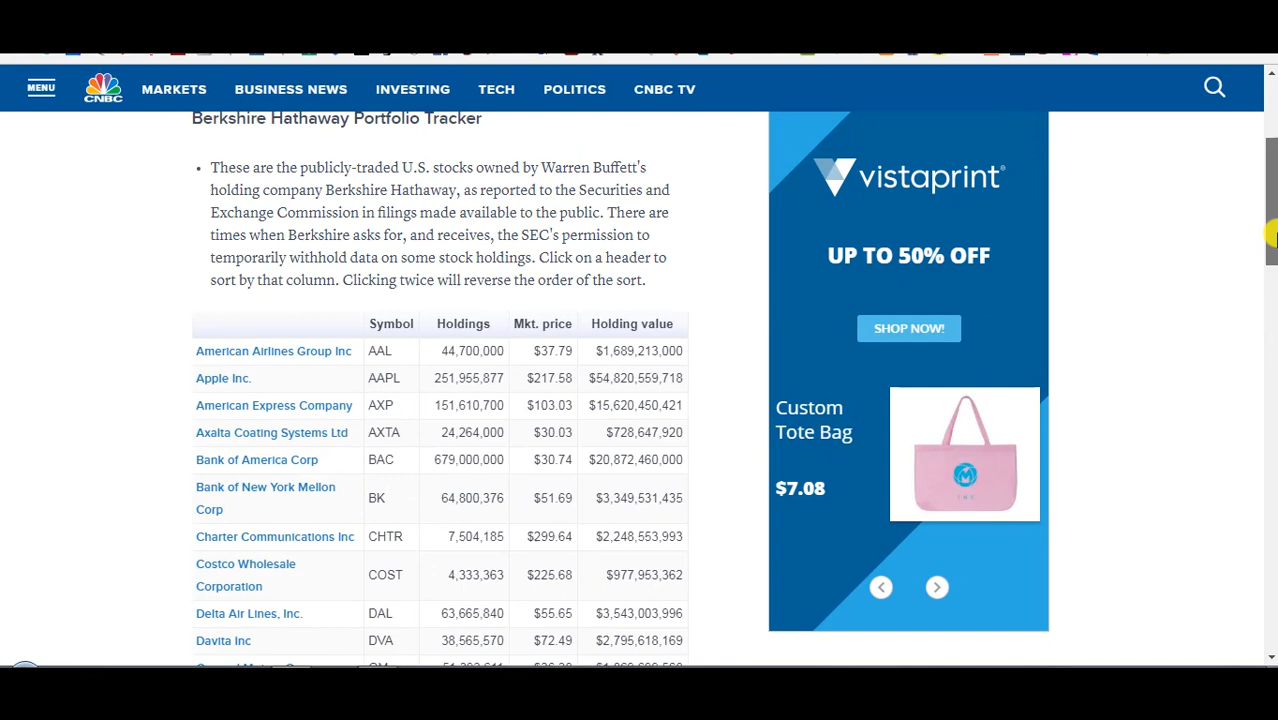 MENU
CNBC
MARKETS
BUSINESS NEWS
INVESTING
TECH
POLITICS
CNBC TV
Berkshire Hathaway Portfolio Tracker
• These are the publicly-traded U.S. stocks owned by Warren Buffett's
holding company Berkshire Hathaway, as reported to the Securities and
Exchange Commission in filings made available to the public. There are
times when Berkshire asks for, and receives, the SEC's permission to
temporarily withhold data on some stock holdings. Click on a header to
sort by that column. Clicking twice will reverse the order of the sort.
Symbol Holdings Mkt. price Holding value
American Airlines Group Inc AAL 44,700,000 $37.79 $1,689,213,000
Apple Inc. AAPL 251,955,877 $217.58 $54,820,559,718
American Express Company AXP 151,610,700 $103.03 $15,620,450,421
Axalta Coating Systems Ltd AXTA 24,264,000 $30.03 $728,647,920
Bank of America Corp BAC 679,000,000 $30.74 $20,872,460,000
Bank of New York Mellon
Corp BK 64,800,376 $51.69 $3,349,531,435
Charter Communications Inc CHTR 7,504,185 $299.64 $2,248,553,993
Costco Wholesale
Corporation COST 4,333,363 $225.68 $977,953,362
Delta Air Lines, Inc. DAL 63,665,840 $55.65 $3,543,003,996
Davita Inc DVA 38,565,570 $72.49 $2,795,618,169
vistaprint
UP TO 50% OFF
SHOP NOW!
Custom
Tote Bag
$7.08